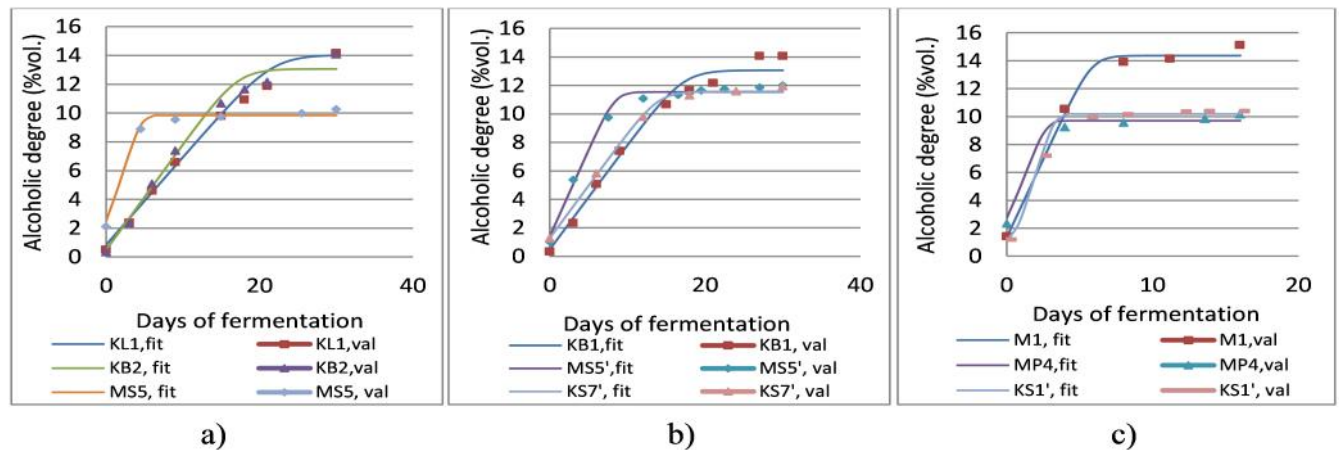 16
14
12
10
8
6
4
2
0
Alcoholic degree (%vol.)
0 20 40
Days of fermentation
KL1,fit KL1,val
KB2, fit KB2,val
MS5, fit MS5, val
a)
16
14
12
10
8
6
4
2
0
Alcoholic degree (%vol.)
0 10 20 30 40
Days of fermentation
KB1,fit KB1, val
MS5',fit MS5', val
KS7', fit KS7', val
b)
16
14
12
10
8
6
4
2
0
Alcoholic degree (%vol.)
0 10 20
Days of fermentation
M1, fit M1,val
MP4,fit MP4,val
KS1', fit KS1', val
c)